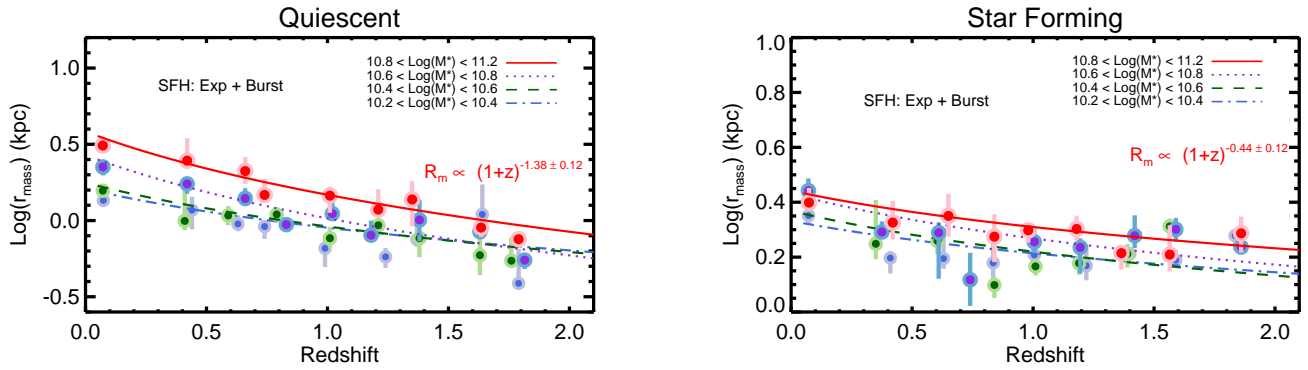 Quiescent
1.0
0.5
0.0
-0.5
Log(r_mass) (kpc)
SFH: Exp + Burst
10.8 < Log(M*) < 11.2
10.6 < Log(M*) < 10.8
10.4 < Log(M*) < 10.6
10.2 < Log(M*) < 10.4
R_m ∝ (1+z)^-1.38 ± 0.12
0.0 0.5 1.0 1.5 2.0
Redshift
Star Forming
1.0
0.8
0.6
0.4
0.2
0.0
Log(r_mass) (kpc)
SFH: Exp + Burst
10.8 < Log(M*) < 11.2
10.6 < Log(M*) < 10.8
10.4 < Log(M*) < 10.6
10.2 < Log(M*) < 10.4
R_m ∝ (1+z)^-0.44 ± 0.12
0.0 0.5 1.0 1.5 2.0
Redshift